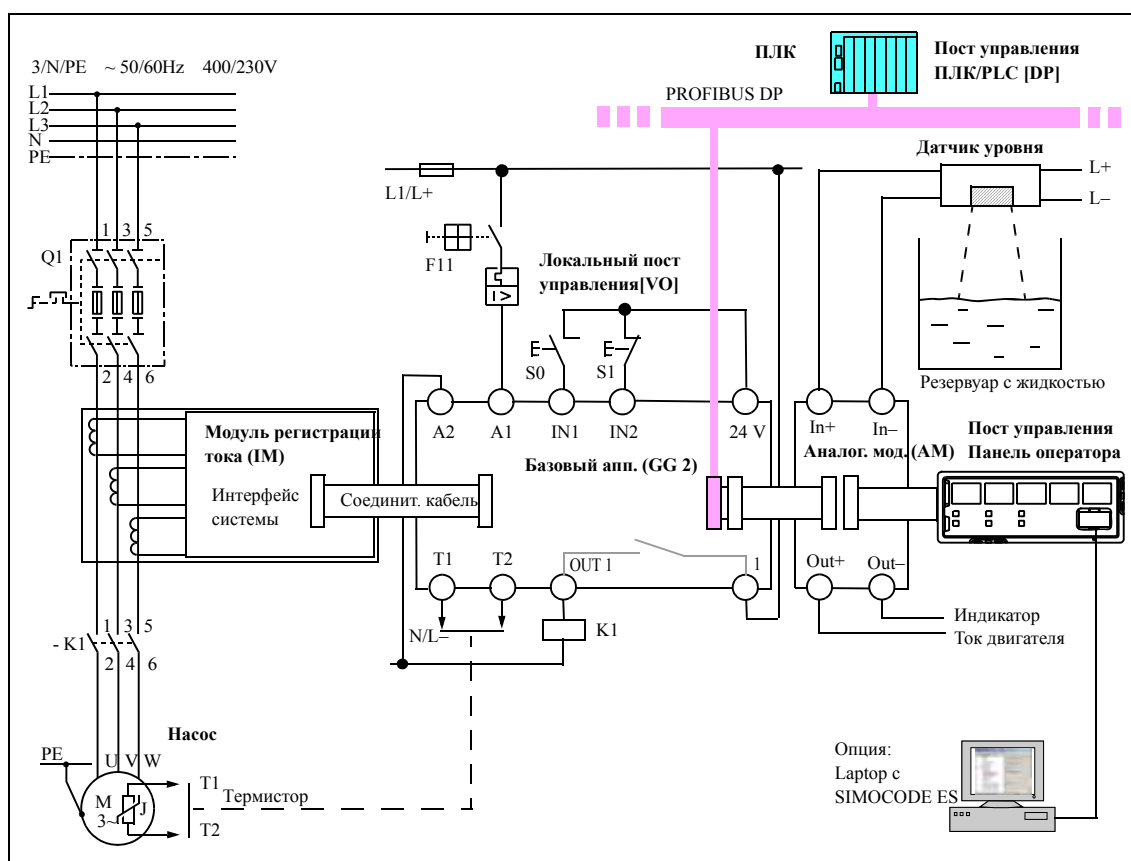 ПЛК
Пост управления
ПЛК/PLC [DP]
3/N/PE ~ 50/60Hz 400/230V
PROFIBUS DP
L1
L2
L3
N
PE
Датчик уровня
L+
L–
L1/L+
1 3 5
Q1
F11
Локальный пост
управления[VO]
I >
S0
S1
2 4 6
Резервуар с жидкостью
A2
A1
IN1
IN2
24 V
In+
In–
Модуль регистрации
тока (IM)
Базовый апп. (GG 2)
Аналог. мод.(AM)
Пост управления
Панель оператора
Интерфейс
системы
Соединит. кабель
T1
T2
OUT 1
1
Out+
Out–
N/L–
K1
Индикатор
Ток двигателя
1 3 5
- K1
2 4 6
Насос
PE
U V W
M
3~
J
T1
T2
Термистор
Опция:
Laptop с
SIMOCODE ES